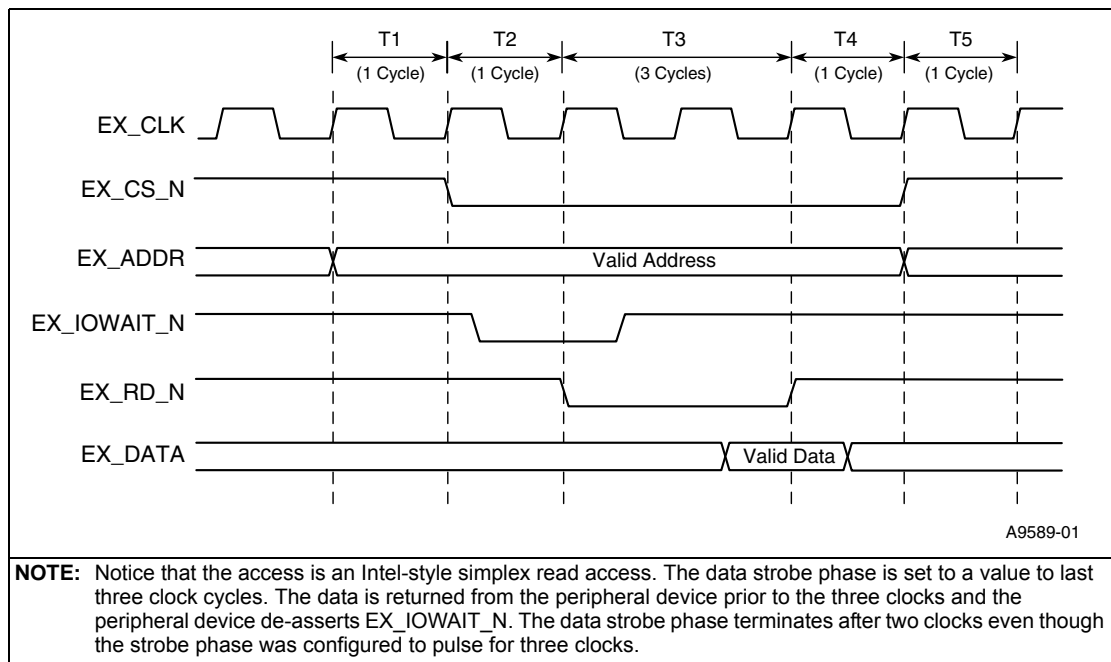 T1 T2 T3 T4 T5
(1 Cycle) (1 Cycle) (3 Cycles) (1 Cycle) (1 Cycle)
EX_CLK
EX_CS_N
EX_ADDR Valid Address
EX_IOWAIT_N
EX_RD_N
EX_DATA Valid Data
A9589-01
NOTE: Notice that the access is an Intel-style simplex read access. The data strobe phase is set to a value to last
three clock cycles. The data is returned from the peripheral device prior to the three clocks and the
peripheral device de-asserts EX_IOWAIT_N. The data strobe phase terminates after two clocks even though
the strobe phase was configured to pulse for three clocks.